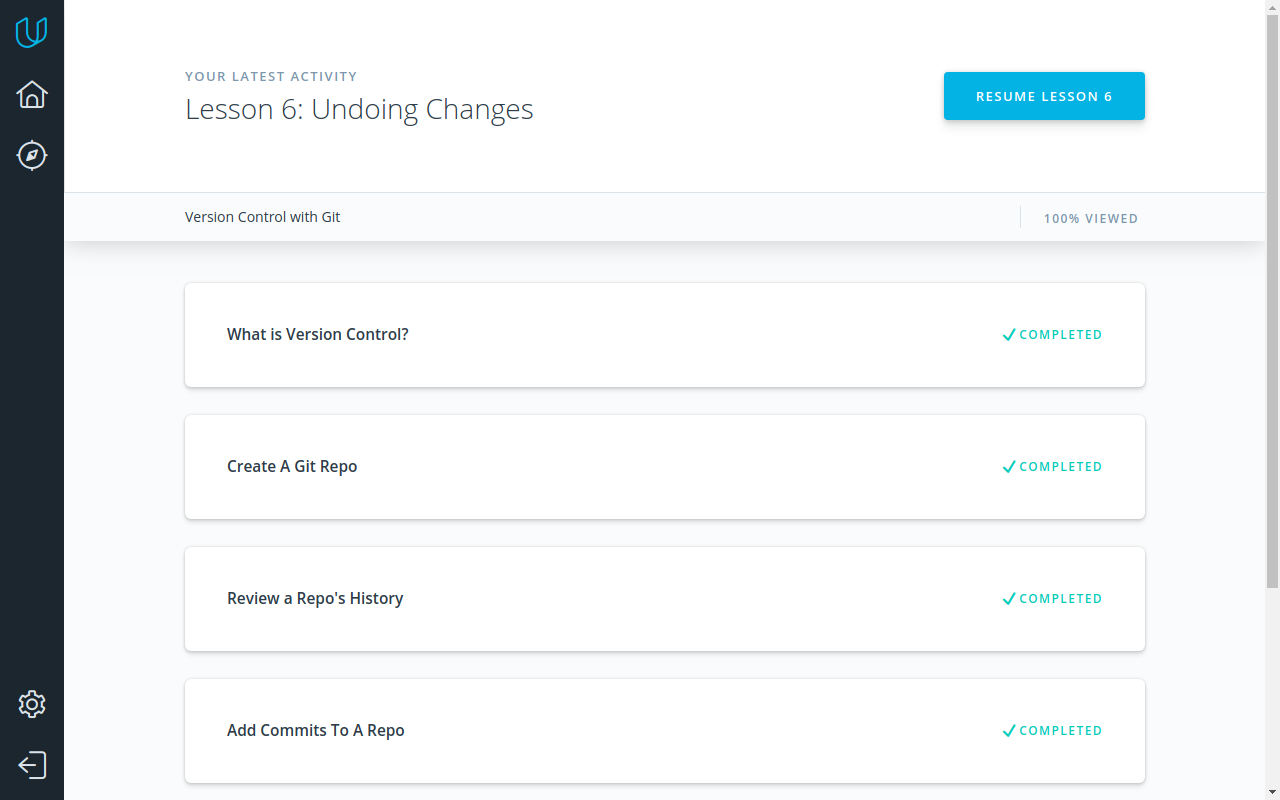 YOUR LATEST ACTIVITY
Lesson 6: Undoing Changes
RESUME LESSON 6
Version Control with Git
100% VIEWED
What is Version Control?
COMPLETED
Create A Git Repo
COMPLETED
Review a Repo's History
COMPLETED
Add Commits To A Repo
COMPLETED